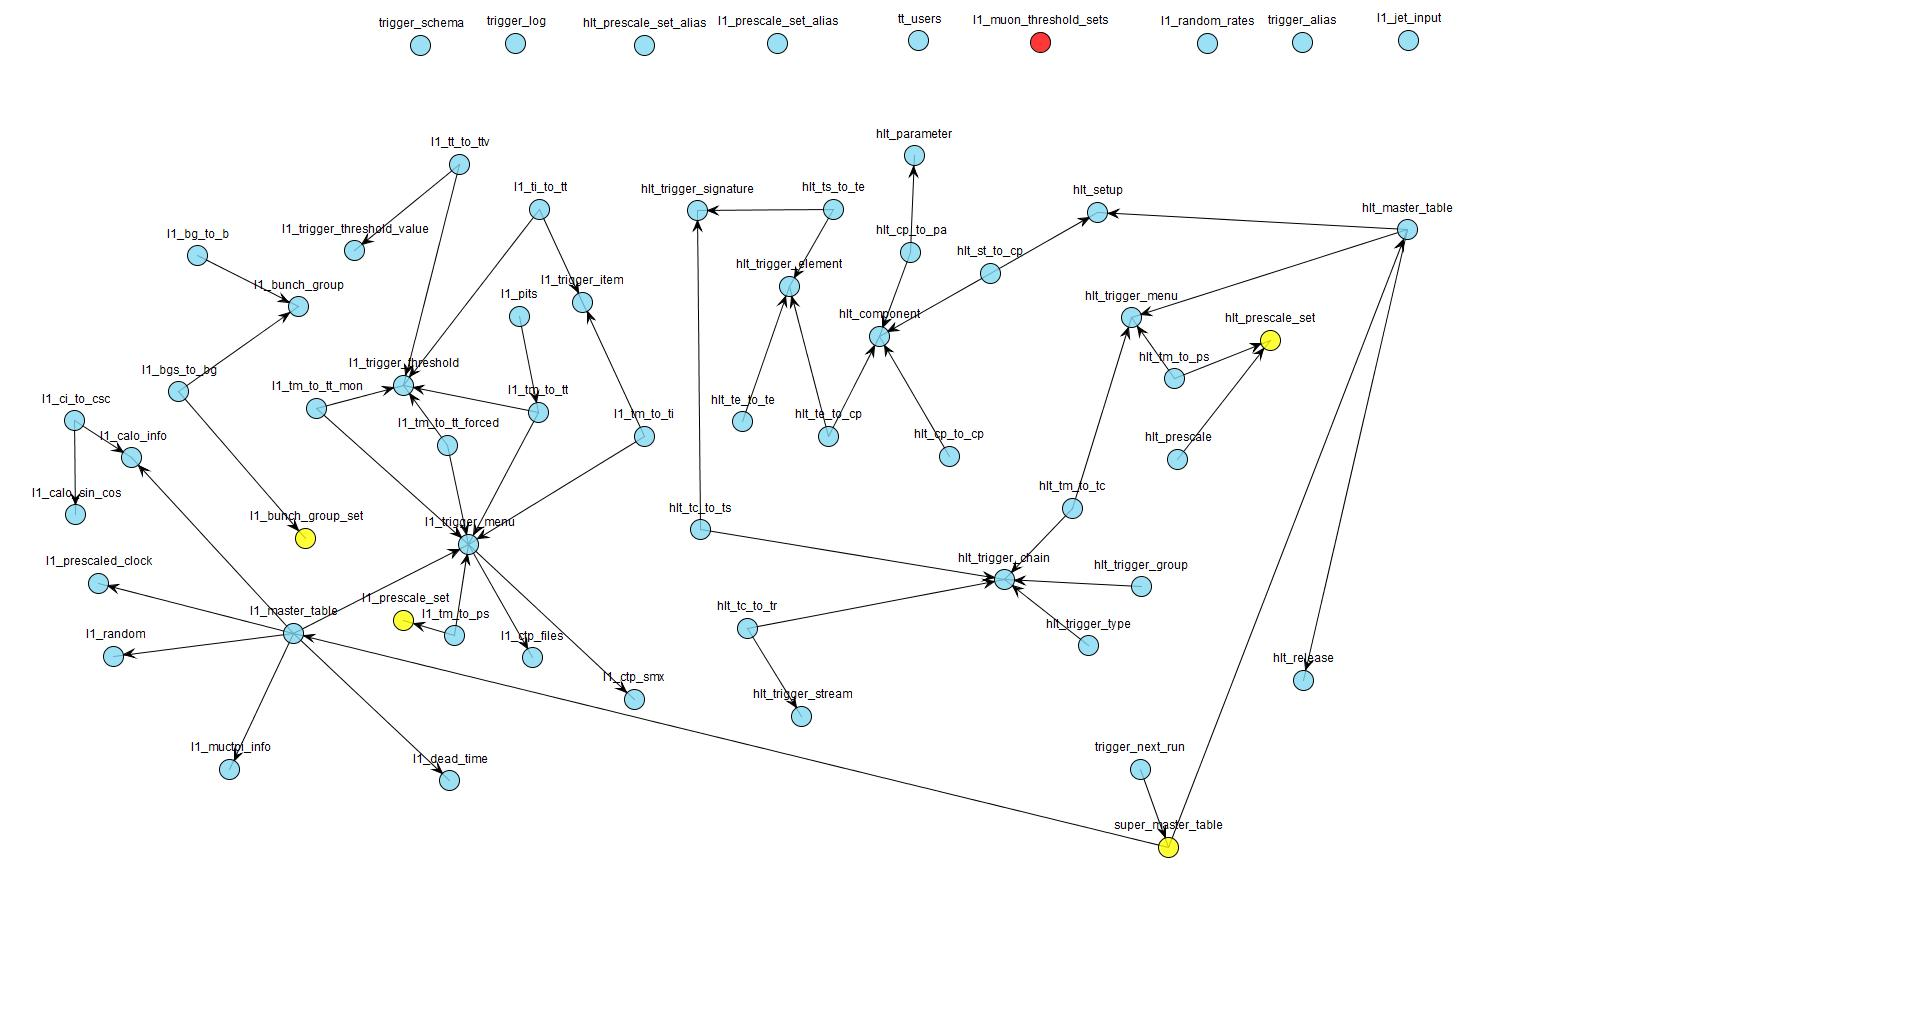 trigger_schema
trigger_log
hlt_prescale_set_alias
l1_prescale_set_alias
tt_users
l1_muon_threshold_sets
l1_random_rates
trigger_alias
l1_jet_input
hlt_parameter
l1_tt_to_ttv
l1_ti_to_tt
hlt_trigger_signature
hlt_ts_to_te
hlt_setup
hlt_master_table
l1_bg_to_b
l1_trigger_threshold_value
hlt_cp_to_pa
hlt_st_to_cp
hlt_trigger_element
l1_bunch_group
l1_trigger_item
l1_pits
hlt_trigger_menu
hlt_component
hlt_prescale_set
l1_bgs_to_bg
l1_trigger_threshold
hlt_tm_to_ps
l1_tm_to_tt_mon
l1_tm_to_tt
l1_ci_to_csc
hlt_te_to_te
l1_tm_to_ti
hlt_te_to_cp
l1_calo_info
l1_tm_to_tt_forced
hlt_cp_to_cp
hlt_prescale
l1_calo_sin_cos
hlt_tm_to_tc
l1_bunch_group_set
l1_trigger_menu
hlt_tc_to_ts
l1_prescaled_clock
hlt_trigger_chain
hlt_trigger_group
l1_prescale_set
l1_master_table
l1_tm_to_ps
hlt_tc_to_tr
l1_random
l1_ctp_files
hlt_trigger_type
hlt_release
l1_ctp_smx
hlt_trigger_stream
l1_muctpi_info
l1_dead_time
trigger_next_run
super_master_table